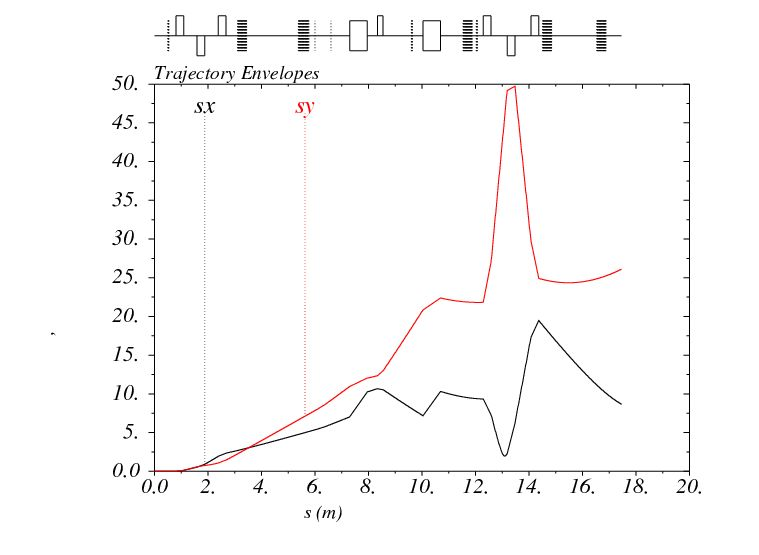 Trajectory Envelopes
50.
sx
sy
45.
40.
35.
30.
25.
20.
,
15.
10.
5.
0.0
0.0 2. 4. 6. 8. 10. 12. 14. 16. 18. 20.
s (m)